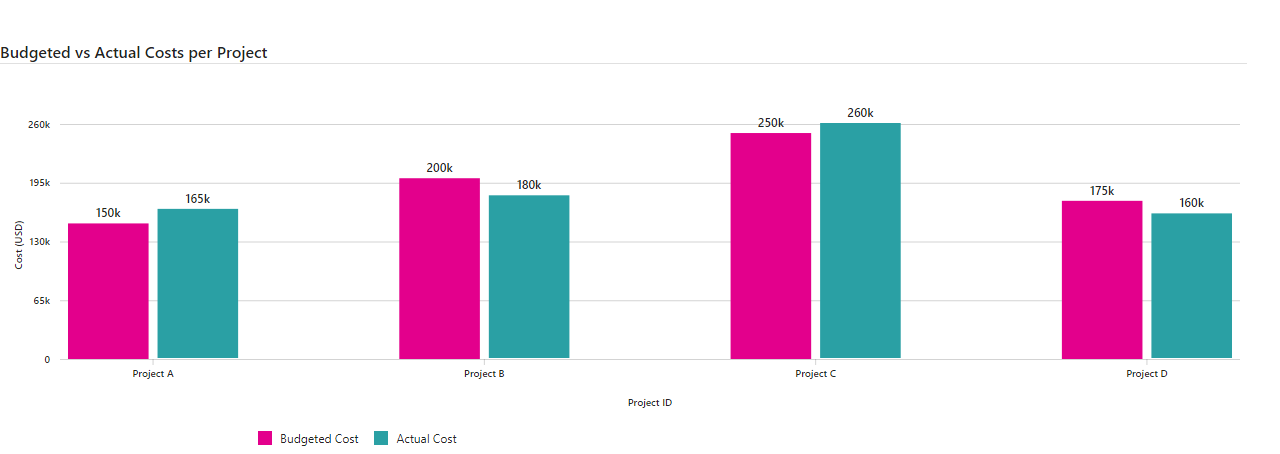 Budgeted vs Actual Costs per Project
260k
195k
130k
65k
0
Cost (USD)
150k
165k
200k
180k
250k
260k
175k
160k
Project A
Project B
Project C
Project D
Project ID
Budgeted Cost
Actual Cost